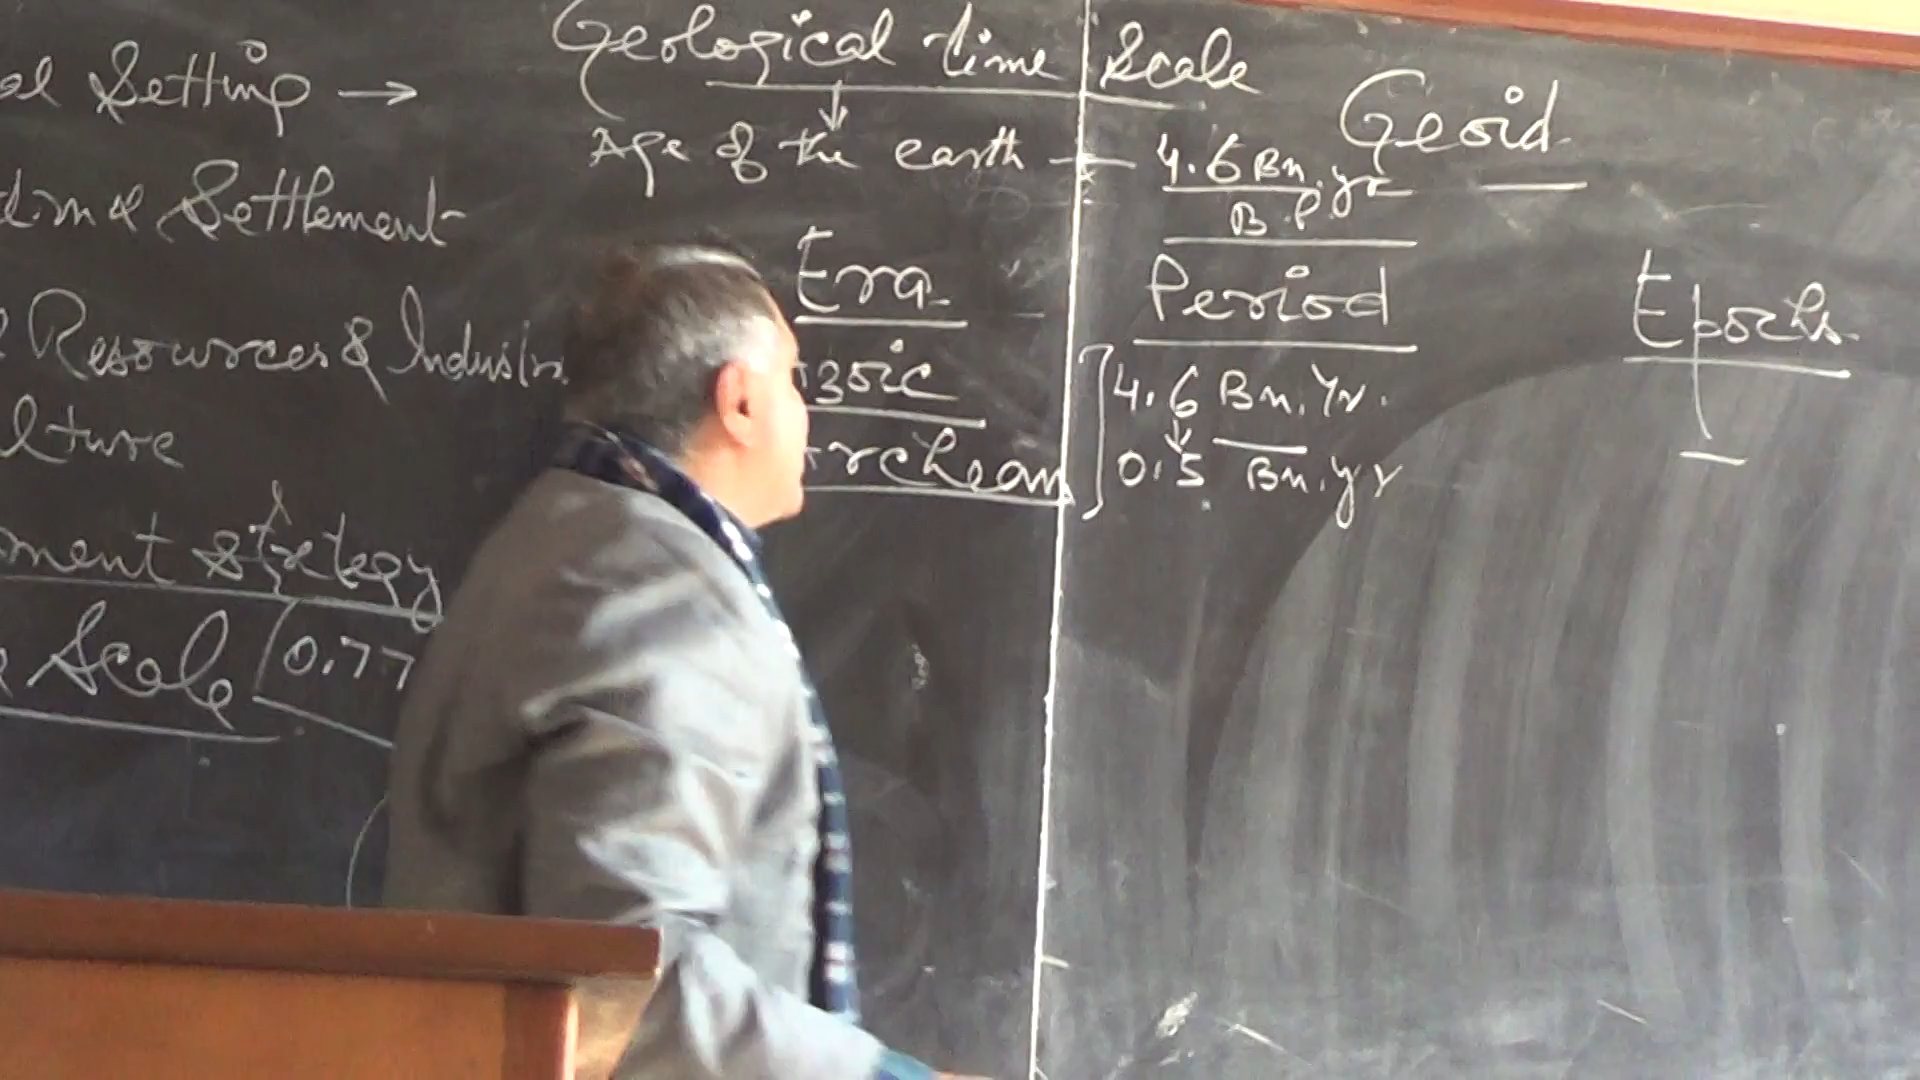 Geological time Scale
Age of the earth — 4.6 Bn. yr
B.P.
Geoid
Setting →
Settlement
Resources & Industr
lture
ment strategy
Scale (0.77
Era Period Epochs
zoic 4.6 Bn. Yr.
rchean 0.5 Bn. yr